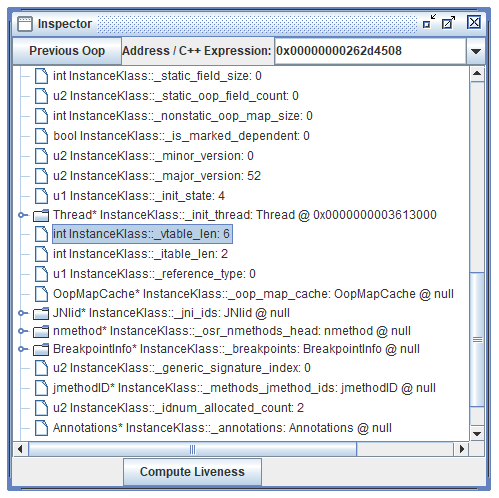 Inspector
Previous Oop Address / C++ Expression: 0x00000000262d4508
int InstanceKlass::_static_field_size: 0
u2 InstanceKlass::_static_oop_field_count: 0
int InstanceKlass::_nonstatic_oop_map_size: 0
bool InstanceKlass::_is_marked_dependent: 0
u2 InstanceKlass::_minor_version: 0
u2 InstanceKlass::_major_version: 52
u1 InstanceKlass::_init_state: 4
Thread* InstanceKlass::_init_thread: Thread @ 0x0000000003613000
int InstanceKlass::_vtable_len: 6
int InstanceKlass::_itable_len: 2
u1 InstanceKlass::_reference_type: 0
OopMapCache* InstanceKlass::_oop_map_cache: OopMapCache @ null
JNIid* InstanceKlass::_jni_ids: JNIid @ null
nmethod* InstanceKlass::_osr_nmethods_head: nmethod @ null
BreakpointInfo* InstanceKlass::_breakpoints: BreakpointInfo @ null
u2 InstanceKlass::_generic_signature_index: 0
jmethodID* InstanceKlass::_methods_jmethod_ids: jmethodID @ null
u2 InstanceKlass::_idnum_allocated_count: 2
Annotations* InstanceKlass::_annotations: Annotations @ null
Compute Liveness